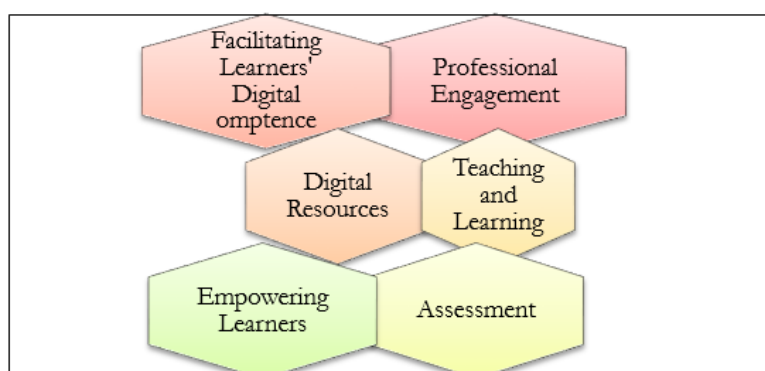 Facilitating
Learners'
Digital
omptence
Professional
Engagement
Digital
Resources
Teaching
and
Learning
Empowering
Learners
Assessment